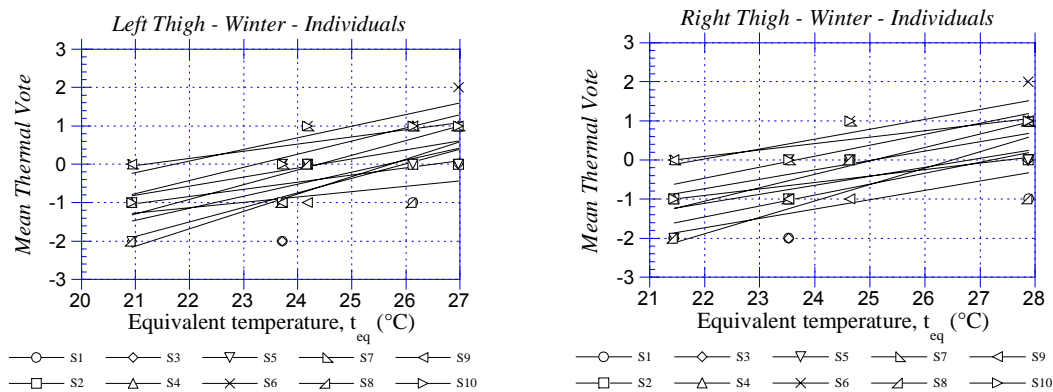 Left Thigh - Winter - Individuals
3
2
1
0
-1
-2
-3
Mean Thermal Vote
20 21 22 23 24 25 26 27
Equivalent temperature, t_eq (°C)
S1 S3 S5 S7 S9
S2 S4 S6 S8 S10
Right Thigh - Winter - Individuals
3
2
1
0
-1
-2
-3
Mean Thermal Vote
21 22 23 24 25 26 27 28
Equivalent temperature, t_eq (°C)
S1 S3 S5 S7 S9
S2 S4 S6 S8 S10